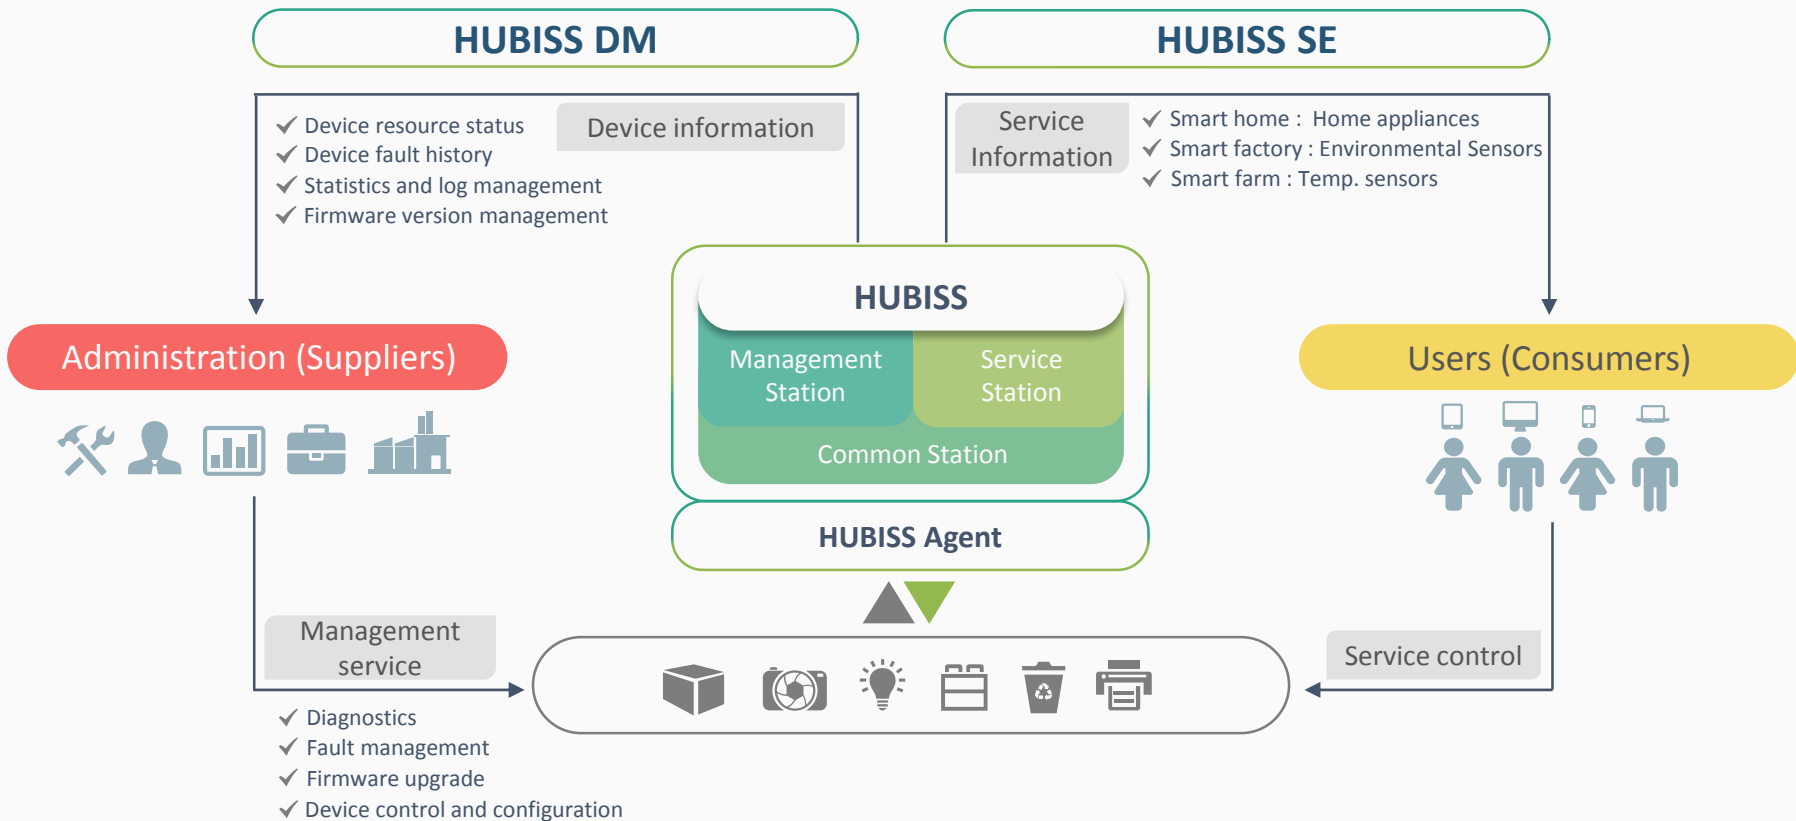 HUBISS DM
HUBISS SE
Device information
Device resource status
Device fault history
Statistics and log management
Firmware version management
Service
Information
Smart home :  Home appliances
Smart factory : Environmental Sensors
Smart farm : Temp. sensors
HUBISS
Management
Station
Service
Station
Common Station
HUBISS Agent
Administration (Suppliers)
Users (Consumers)
Management
service
Service control
Diagnostics
Fault management
Firmware upgrade
Device control and configuration